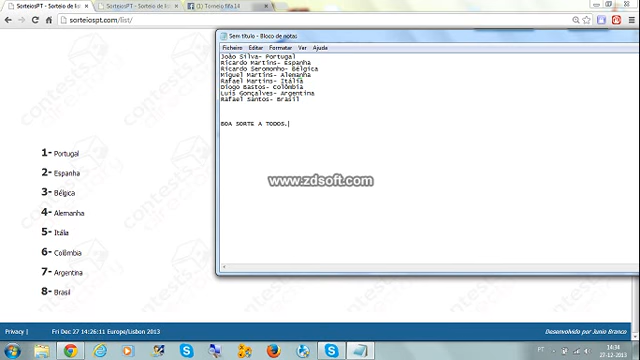 SorteiosPT - Sorteio de l
SorteiosPT - Sorteio de l
(1) Torneio fifa 14
sorteiospt.com/list/
Sem título - Bloco de notas
Ficheiro Editar Formatar Ver Ajuda
João Silva- Portugal
Ricardo Martins- Espanha
Ricardo Seromonho- Bélgica
Miguel Martins- Alemanha
Rafael Martins- Itália
Diogo Bastos- Colômbia
Luis Gonçalves- Argentina
Rafael Santos- Brasil
BOA SORTE A TODOS.
www.zdsoft.com
1- Portugal
2- Espanha
3- Bélgica
4- Alemanha
5- Itália
6- Colômbia
7- Argentina
8- Brasil
Privacy |
Fri Dec 27 14:26:11 Europe/Lisbon 2013
Desenvolvido por Junio Branco
PT
27-12-2013